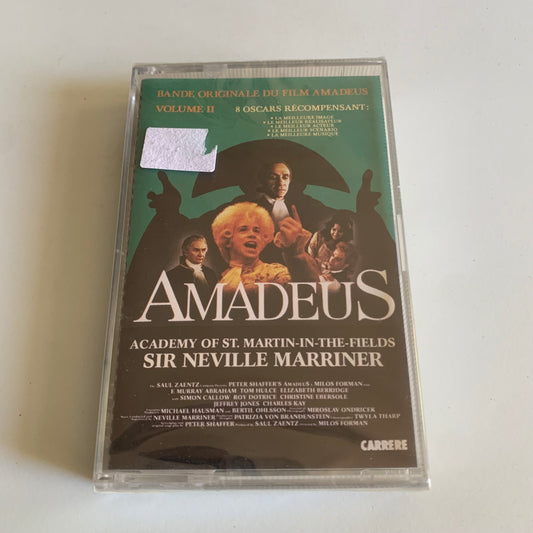 BANDE ORIGINALE DU FILM AMADEUS
VOLUME II 8 OSCARS RÉCOMPENSANT:
• LA MEILLEURE IMAGE
• LE MEILLEUR RÉALISATEUR
• LE MEILLEUR ACTEUR
• LE MEILLEUR SCÉNARIO
• LA MEILLEURE MUSIQUE
AMADEUS
ACADEMY OF ST. MARTIN-IN-THE-FIELDS
SIR NEVILLE MARRINER
SAUL ZAENTZ PETER SHAFFER'S AMADEUS MILOS FORMAN
F. MURRAY ABRAHAM TOM HULCE ELIZABETH BERRIDGE
SIMON CALLOW ROY DOTRICE CHRISTINE EBERSOLE
JEFFREY JONES CHARLES KAY
MICHAEL HAUSMAN BERTIL OHLSSON MIROSLAV ONDRICEK
NEVILLE MARRINER PATRIZIA VON BRANDENSTEIN TWYLA THARP
PETER SHAFFER SAUL ZAENTZ MILOS FORMAN
CARRERE